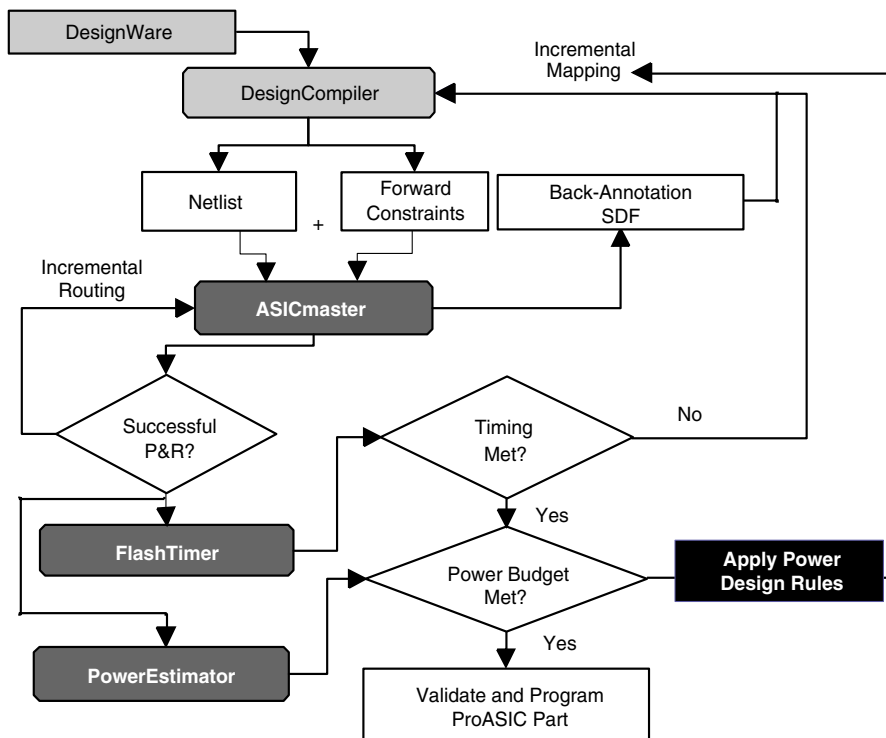 DesignWare
Incremental
Mapping
DesignCompiler
Netlist
+
Forward
Constraints
Back-Annotation
SDF
Incremental
Routing
ASICmaster
Successful
P&R?
Timing
Met?
No
Yes
FlashTimer
Power Budget
Met?
Apply Power
Design Rules
Yes
PowerEstimator
Validate and Program
ProASIC Part